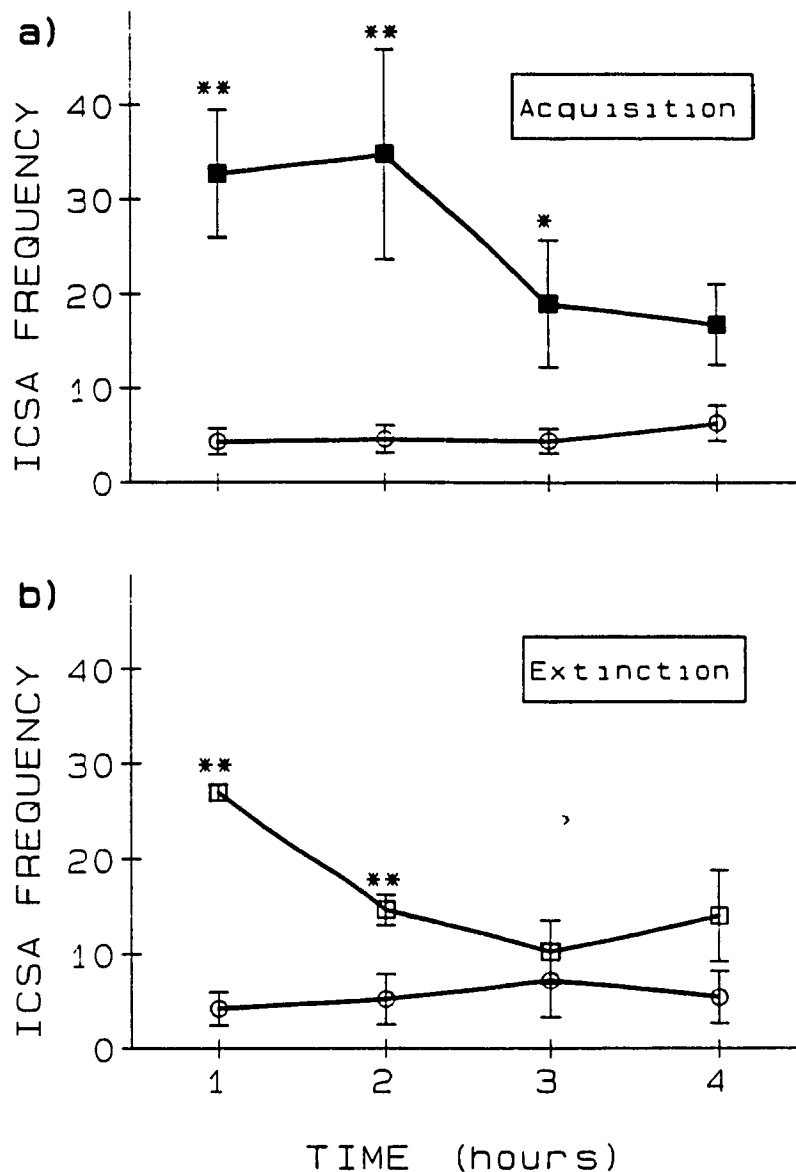 a)
**
**
*
Acquisition
ICSA FREQUENCY
40
30
20
10
0
b)
**
**
Extinction
ICSA FREQUENCY
40
30
20
10
0
1 2 3 4
TIME (hours)